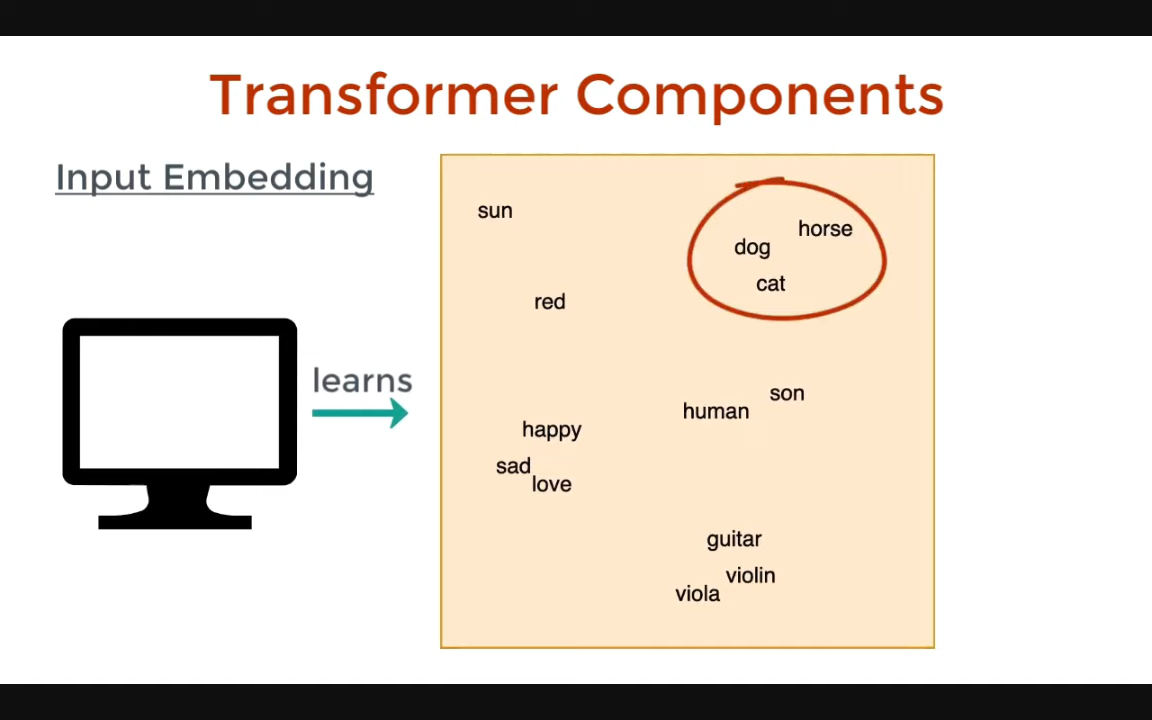 Transformer Components
Input Embedding
learns
sun
horse
dog
cat
red
son
human
happy
sad
love
guitar
violin
viola